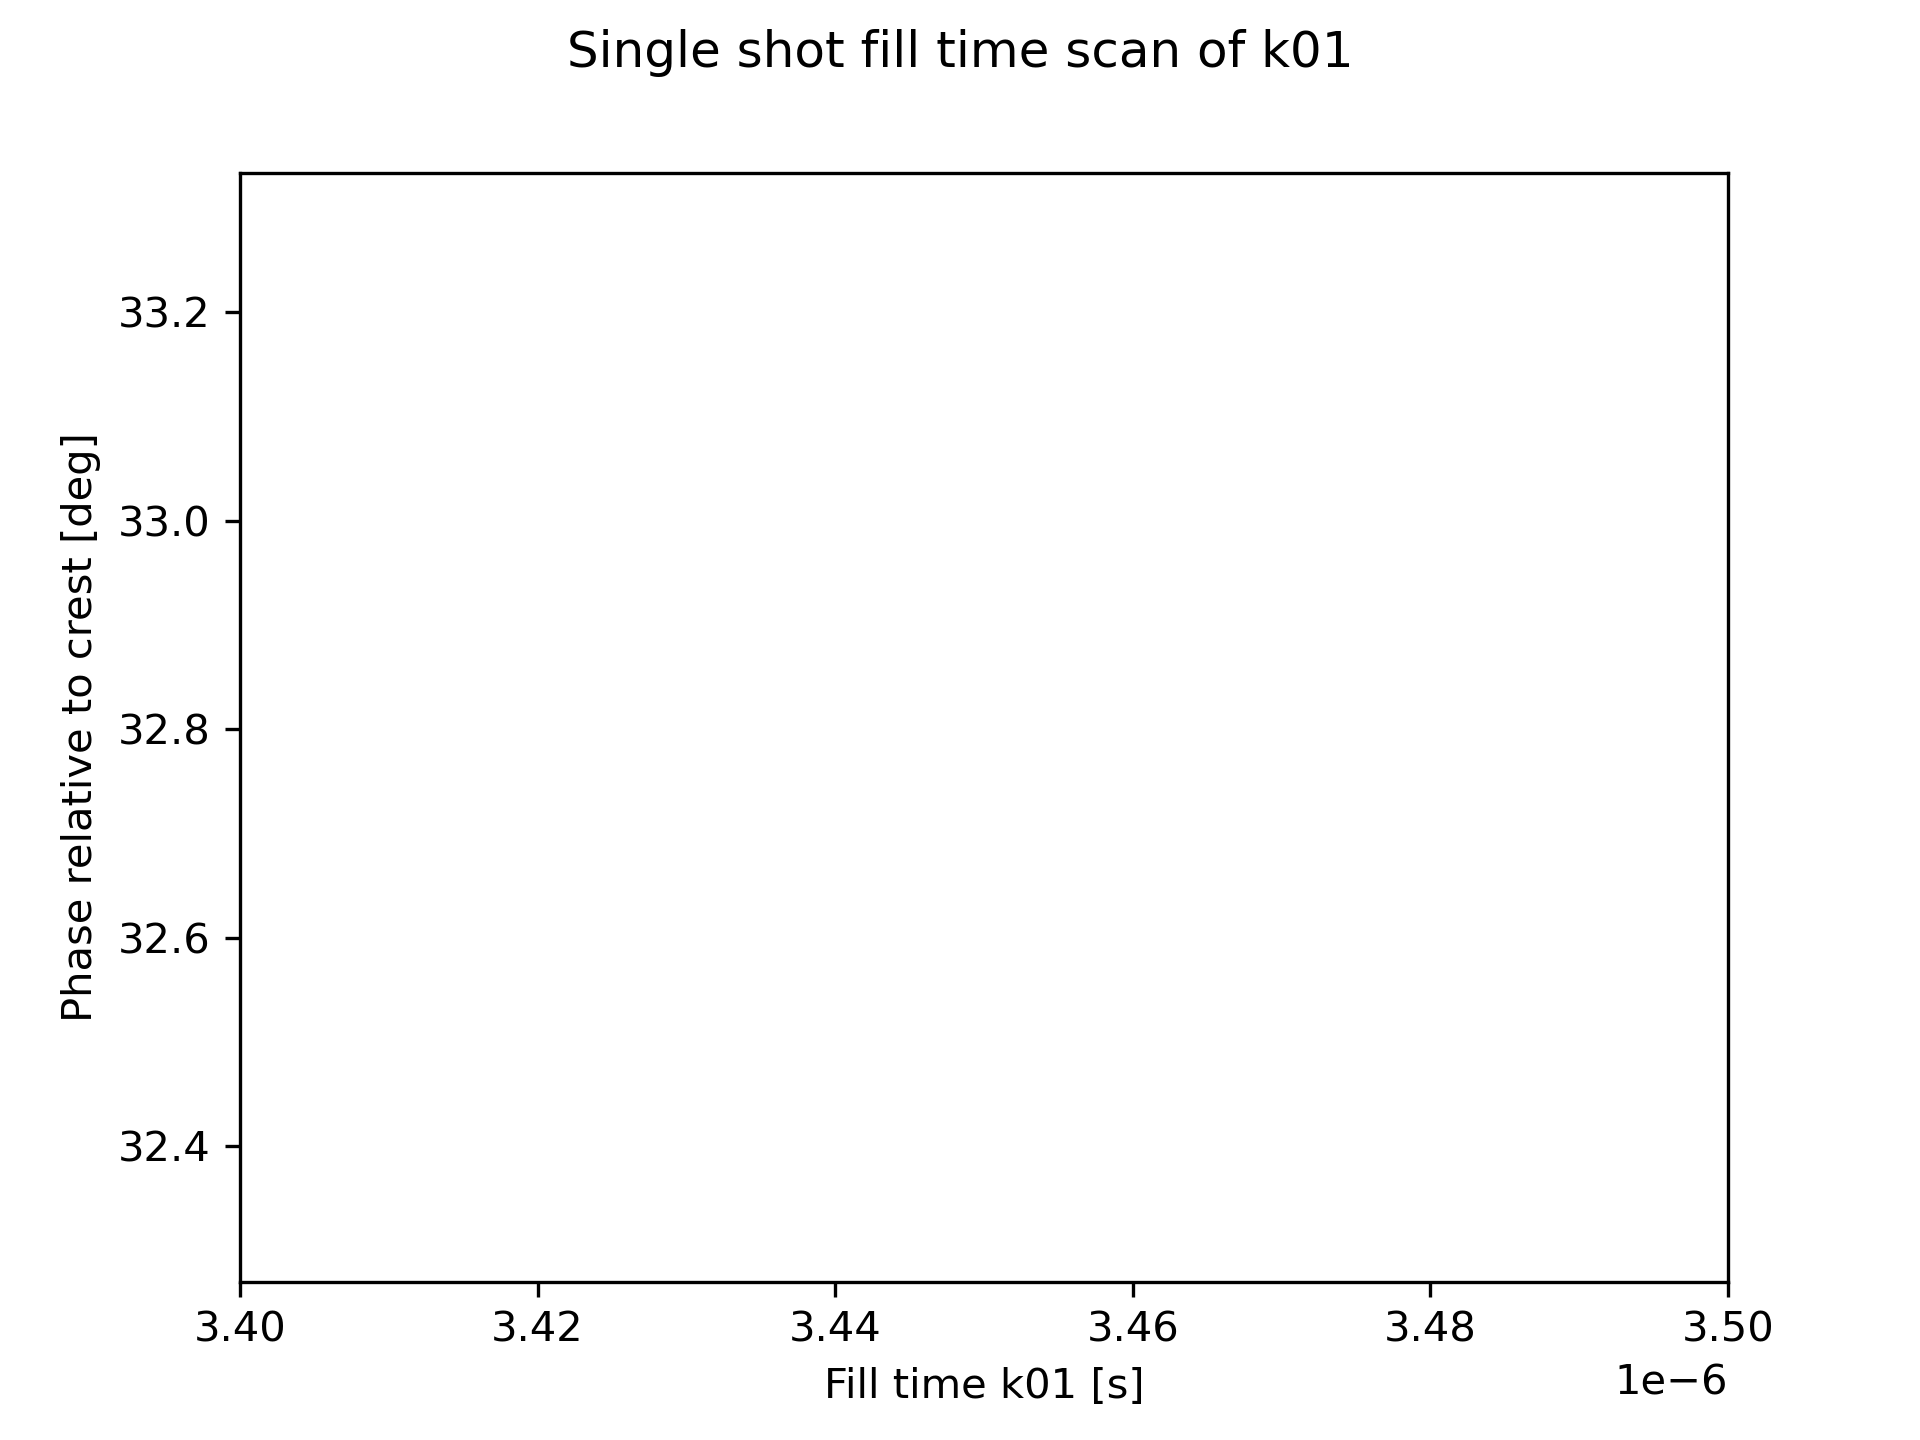 Single shot fill time scan of k01
Phase relative to crest [deg]
33.2
33.0
32.8
32.6
32.4
3.40 3.42 3.44 3.46 3.48 3.50
Fill time k01 [s]
1e−6